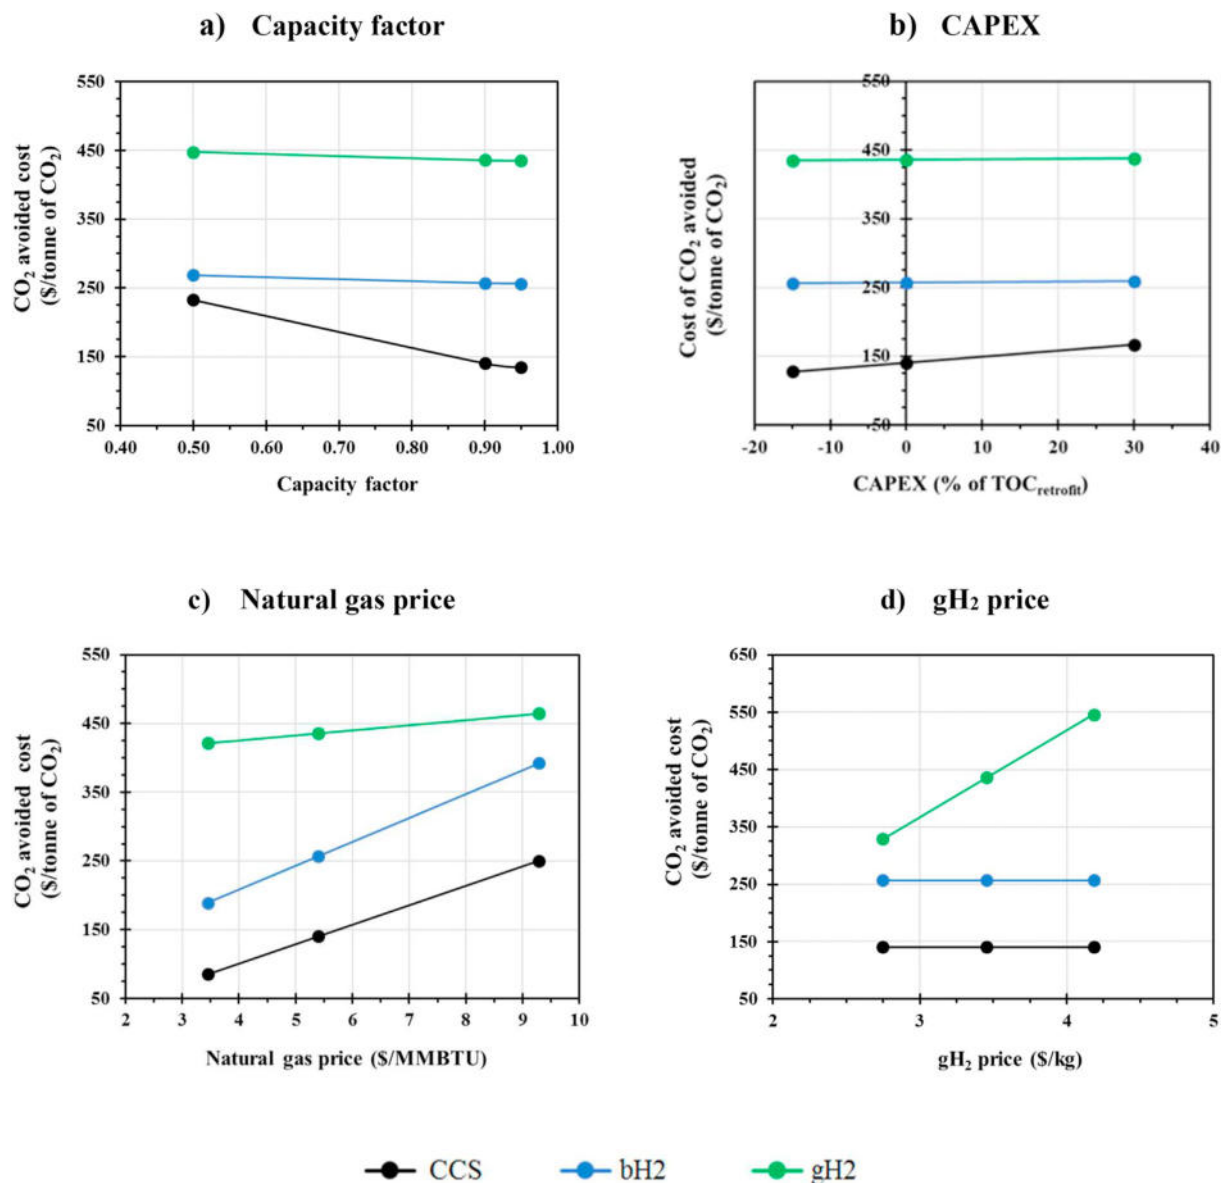 a) Capacity factor
CO₂ avoided cost
($/tonne of CO₂)
550
450
350
250
150
50
0.40 0.50 0.60 0.70 0.80 0.90 1.00
Capacity factor
b) CAPEX
Cost of CO₂ avoided
($/tonne of CO₂)
550
450
350
250
150
50
-20 -10 0 10 20 30 40
CAPEX (% of TOCretrofit)
c) Natural gas price
CO₂ avoided cost
($/tonne of CO₂)
550
450
350
250
150
50
2 3 4 5 6 7 8 9 10
Natural gas price ($/MMBTU)
d) gH₂ price
CO₂ avoided cost
($/tonne of CO₂)
650
550
450
350
250
150
50
2 3 4 5
gH₂ price ($/kg)
CCS bH2 gH2